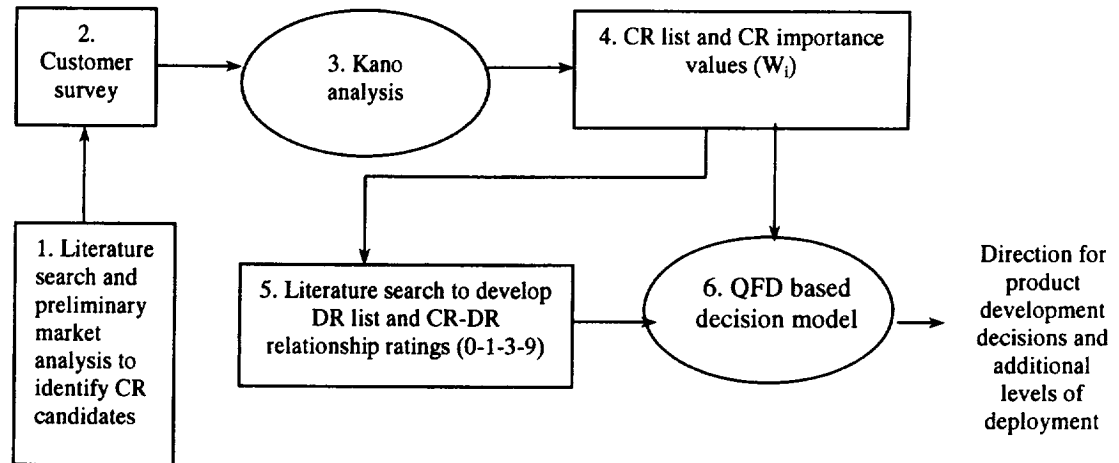 2.
Customer
survey
3. Kano
analysis
4. CR list and CR importance
values (Wi)
1. Literature
search and
preliminary
market
analysis to
identify CR
candidates
5. Literature search to develop
DR list and CR-DR
relationship ratings (0-1-3-9)
6. QFD based
decision model
Direction for
product
development
decisions and
additional
levels of
deployment